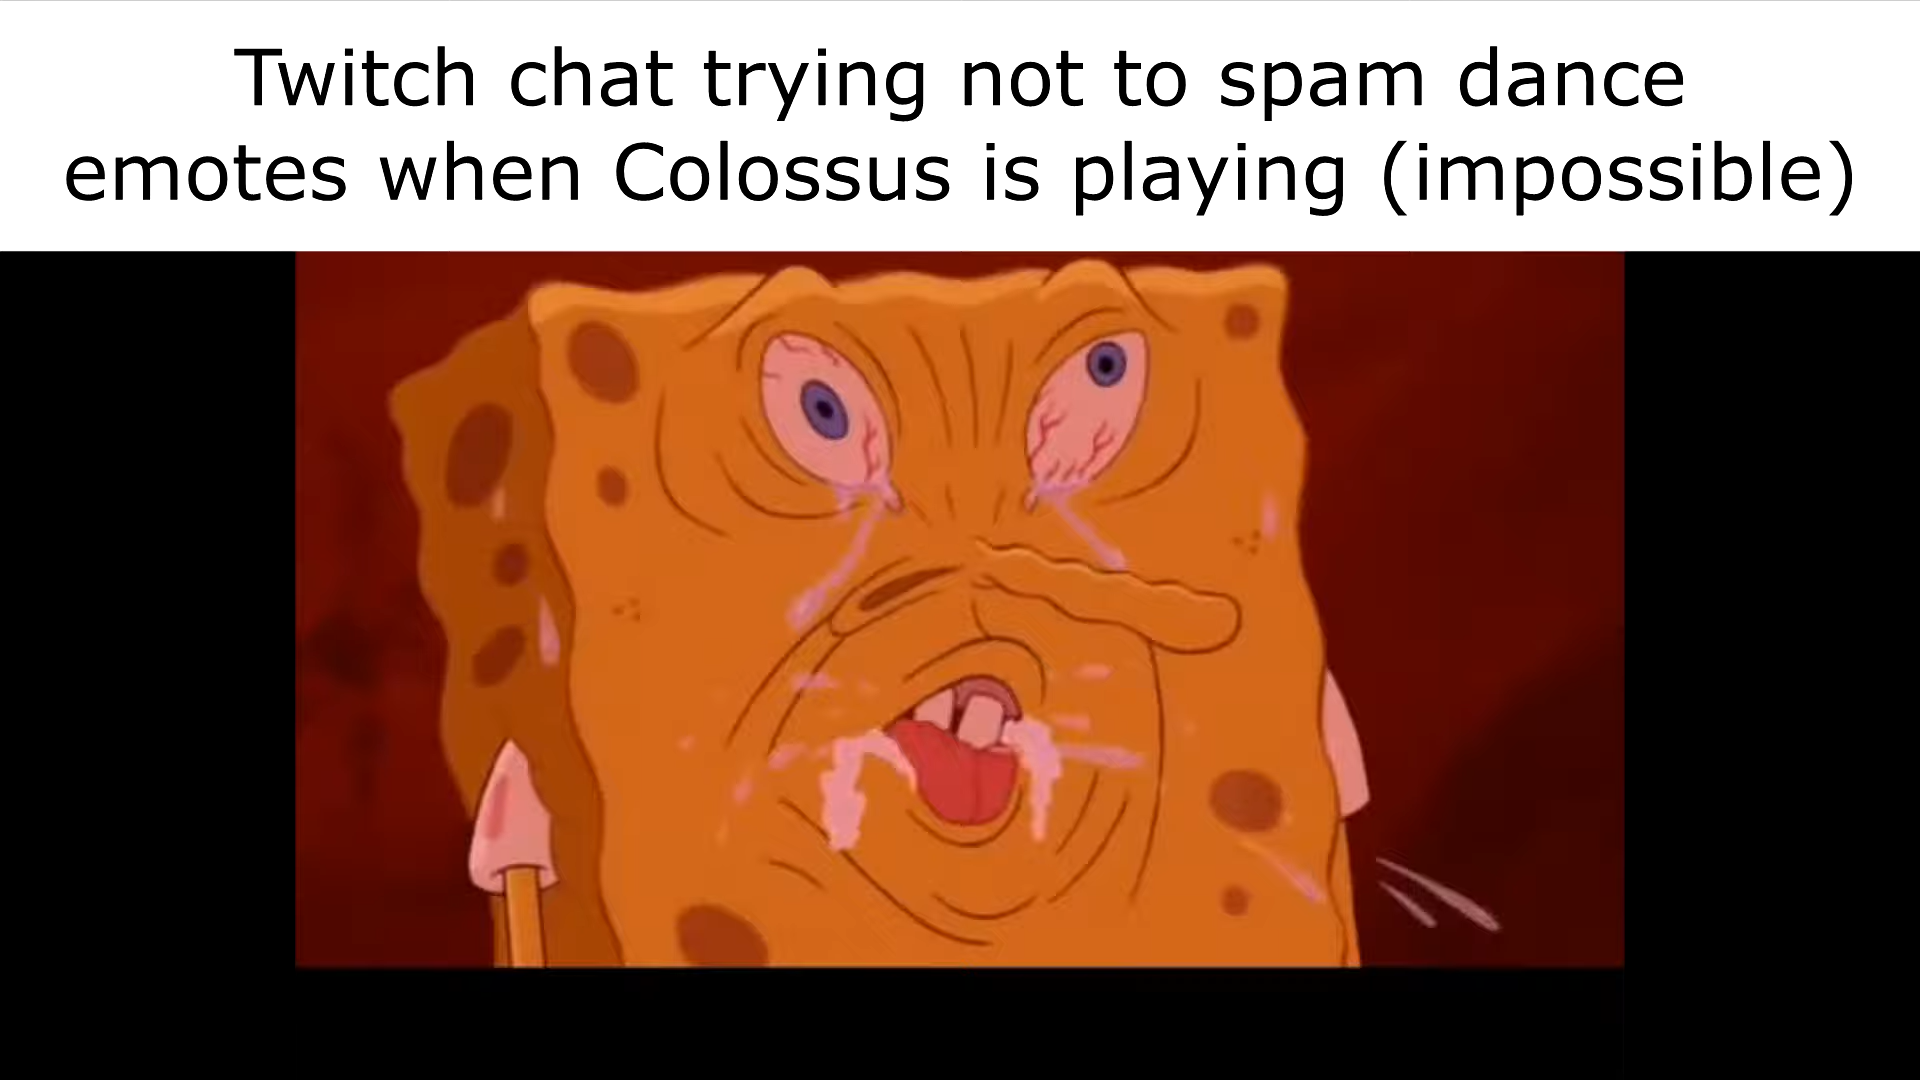 Twitch chat trying not to spam dance
emotes when Colossus is playing (impossible)